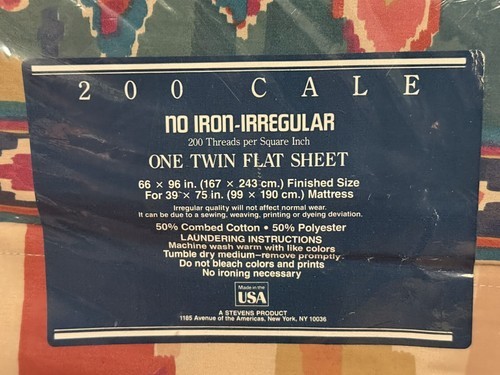 200 CALE
NO IRON-IRREGULAR
200 Threads per Square Inch
ONE TWIN FLAT SHEET
66 × 96 in. (167 × 243 cm.) Finished Size
For 39 × 75 in. (99 × 190 cm.) Mattress
Irregular quality will not affect normal wear.
It can be due to a sewing, weaving, printing or dyeing deviation.
50% Combed Cotton • 50% Polyester
LAUNDERING INSTRUCTIONS
Machine wash warm with like colors
Tumble dry medium–remove promptly.
Do not bleach colors and prints
No ironing necessary
Made in the
USA
A STEVENS PRODUCT
1185 Avenue of the Americas, New York, NY 10036